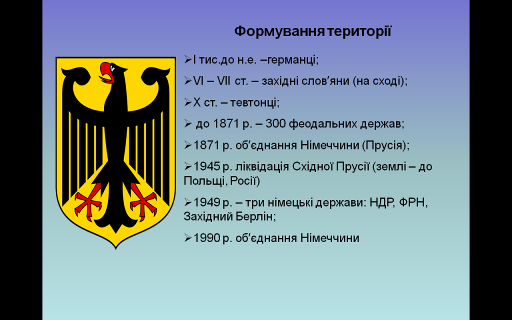 Формування території
➢І тис.до н.е. –германці;
➢VI – VII ст. – західні слов'яни (на сході);
➢X ст. – тевтонці;
➢ до 1871 р. – 300 феодальних держав;
➢1871 р. об'єднання Німеччини (Прусія);
➢1945 р. ліквідація Східної Прусії (землі – до
Польщі, Росії)
➢1949 р. – три німецькі держави: НДР, ФРН,
Західний Берлін;
➢1990 р. об'єднання Німеччини